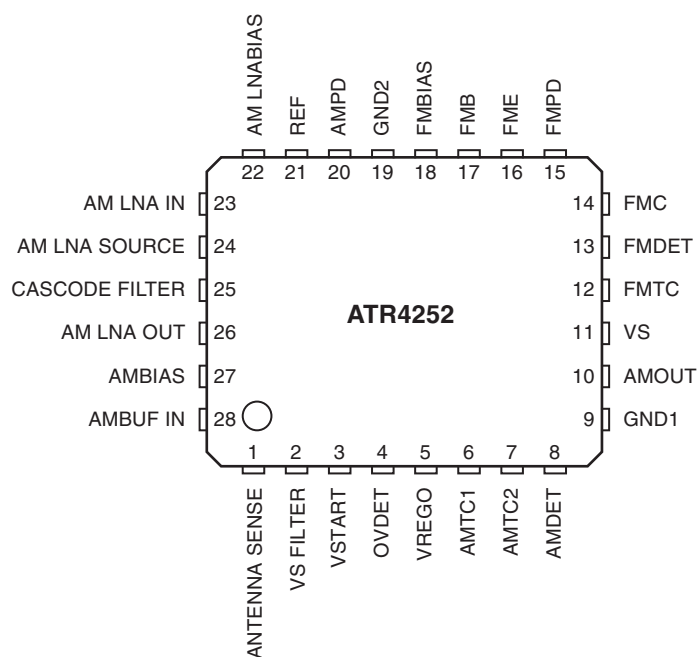 AM LNABIAS
REF
AMPD
GND2
FMBIAS
FMB
FME
FMPD
22 21 20 19 18 17 16 15
AM LNA IN 23
14 FMC
AM LNA SOURCE 24
13 FMDET
CASCODE FILTER 25
12 FMTC
ATR4252
AM LNA OUT 26
11 VS
AMBIAS 27
10 AMOUT
AMBUF IN 28
9 GND1
1 2 3 4 5 6 7 8
ANTENNA SENSE
VS FILTER
VSTART
OVDET
VREGO
AMTC1
AMTC2
AMDET